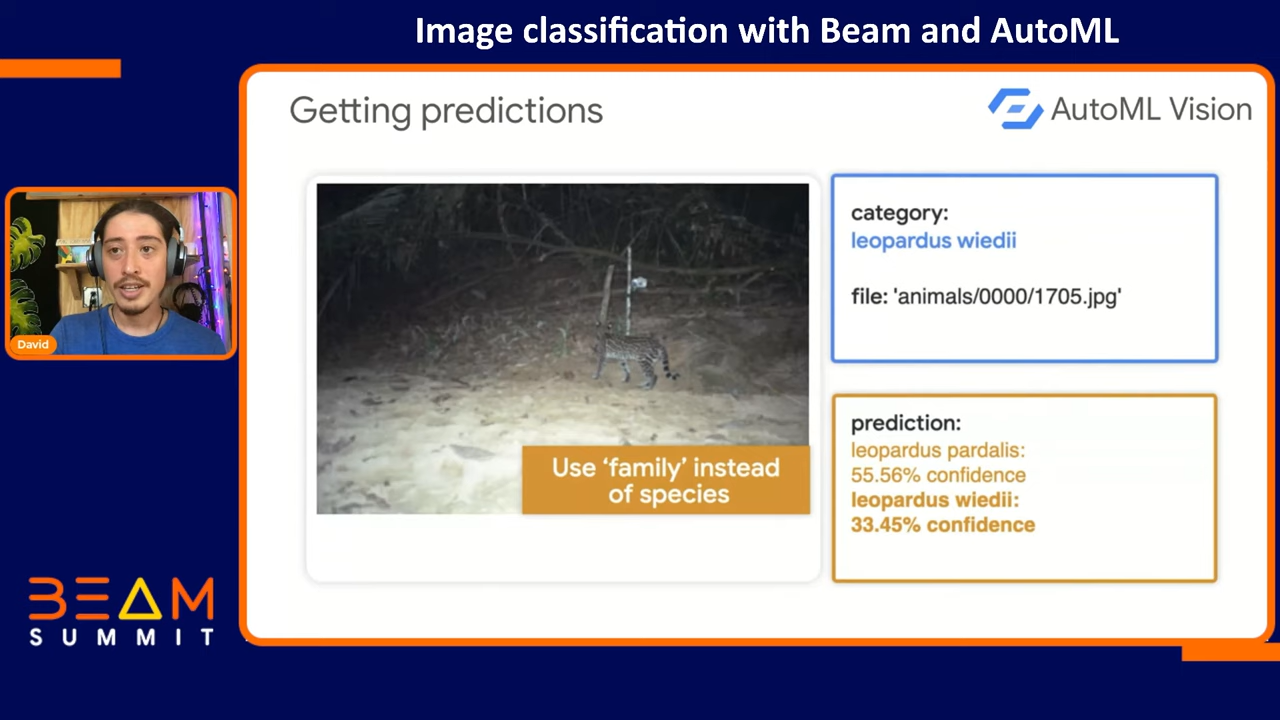 Image classification with Beam and AutoML
Getting predictions
AutoML Vision
category:
leopardus wiedii
file: 'animals/0000/1705.jpg'
Use ‘family’ instead
of species
prediction:
leopardus pardalis:
55.56% confidence
leopardus wiedii:
33.45% confidence
David
BEAM
SUMMIT